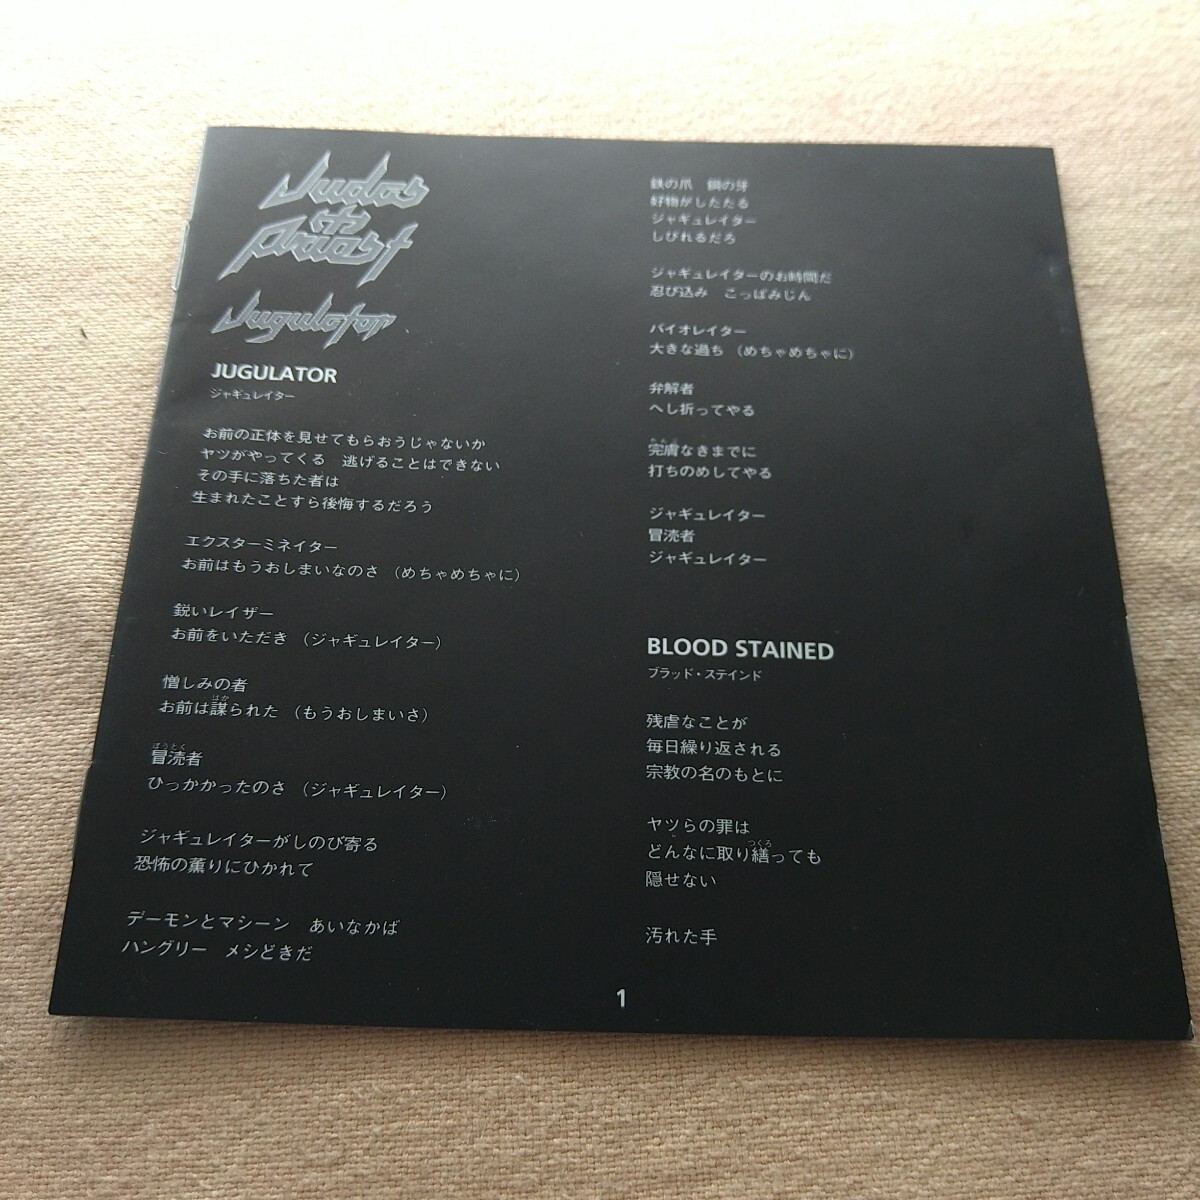 Judas
Priest
Jugulator
JUGULATOR
ジャギュレイター
お前の正体を見せてもらおうじゃないか
ヤツがやってくる　逃げることはできない
その手に落ちた者は
生まれたことすら後悔するだろう
エクスターミネイター
お前はもうおしまいなのさ （めちゃめちゃに）
鋭いレイザー
お前をいただき （ジャギュレイター）
憎しみの者
はか
お前は謀られた （もうおしまいさ）
ぼうとく
冒涜者
ひっかかったのさ （ジャギュレイター）
ジャギュレイターがしのび寄る
恐怖の薫りにひかれて
デーモンとマシーン　あいなかば
ハングリー　メシどきだ
鉄の爪　鋼の牙
好物がしたたる
ジャギュレイター
しびれるだろ
ジャギュレイターのお時間だ
忍び込み　こっぱみじん
バイオレイター
大きな過ち （めちゃめちゃに）
弁解者
へし折ってやる
完膚なきまでに
打ちのめしてやる
ジャギュレイター
冒涜者
ジャギュレイター
BLOOD STAINED
ブラッド・ステインド
残虐なことが
毎日繰り返される
宗教の名のもとに
ヤツらの罪は
つくろ
どんなに取り繕っても
隠せない
汚れた手
1